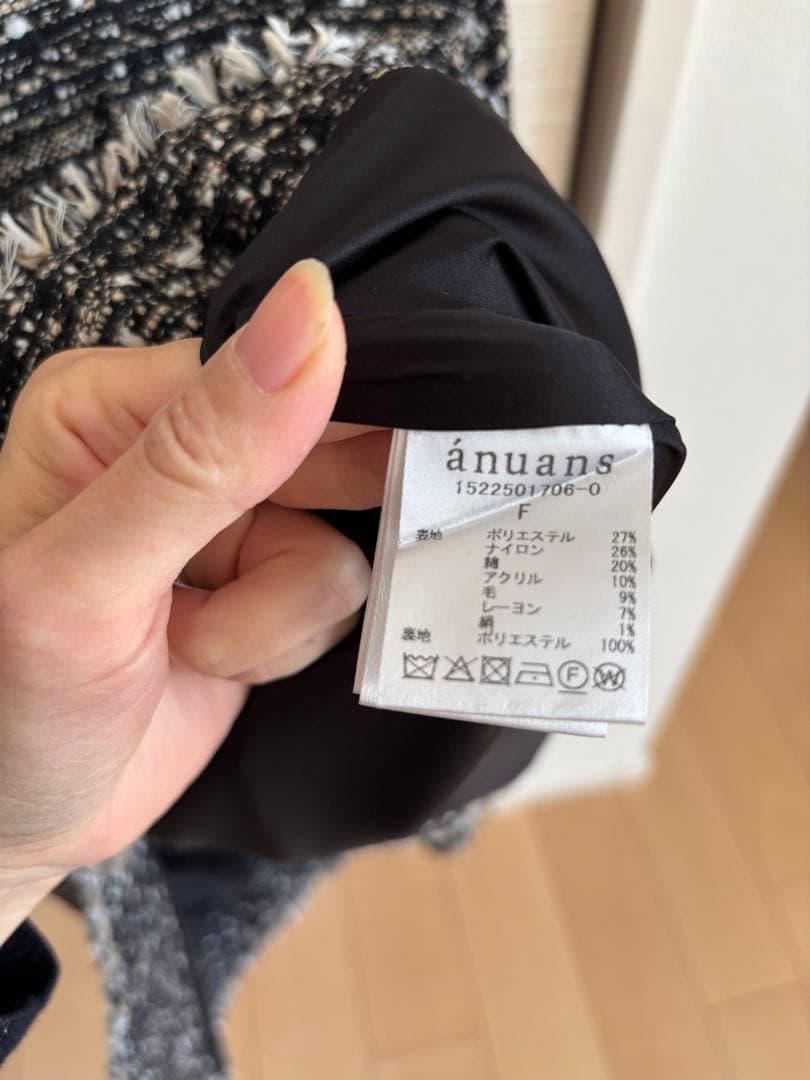 ánuans
1522501706-0
F
表地 ポリエステル 27%
ナイロン 26%
綿 20%
アクリル 10%
毛 9%
レーヨン 7%
絹 1%
裏地 ポリエステル 100%
F W